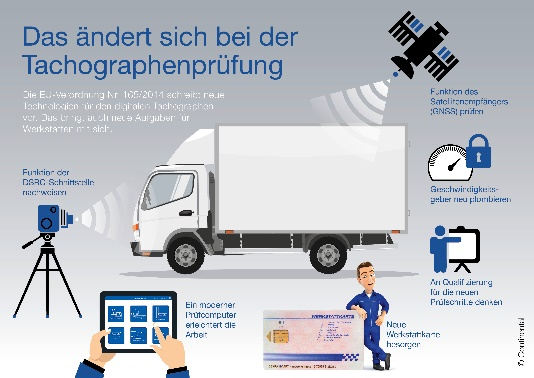 Das ändert sich bei der
Tachographenprüfung
Die EU-Verordnung Nr. 165/2014 schreibt neue
Technologien für den digitalen Tachographen
vor. Das bringt auch neue Aufgaben für
Werkstätten mit sich.
Funktion des
Satellitenempfängers
(GNSS) prüfen
Funktion der
DSRC-Schnittstelle
nachweisen
Geschwindigkeits-
geber neu plombieren
An Qualifizierung
für die neuen
Prüfschritte denken
Ein moderner
Prüfcomputer
erleichtert die
Arbeit
WERKSTATTKARTE
Neue
Werkstattkarte
besorgen
© Continental